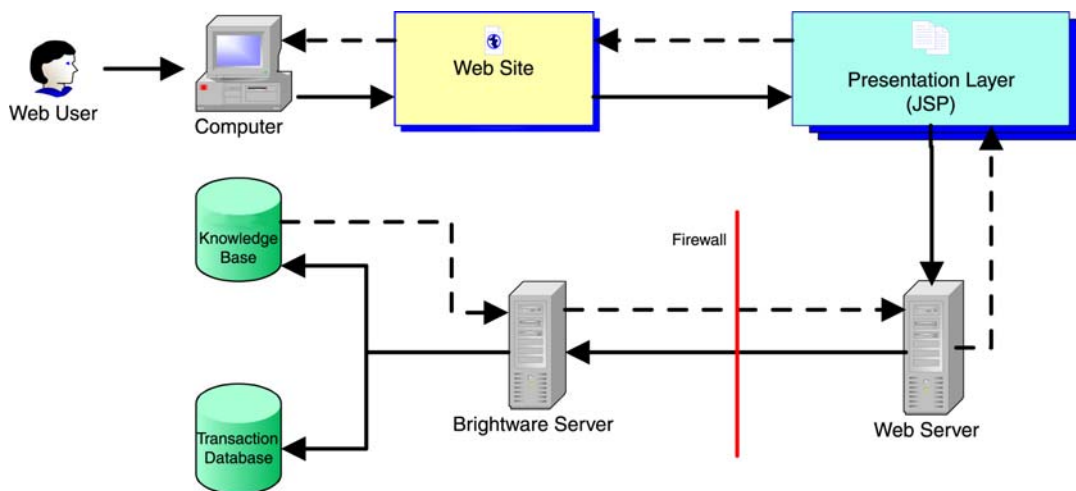 Web Site
Presentation Layer
(JSP)
Web User
Computer
Knowledge
Base
Firewall
Transaction
Database
Brightware Server
Web Server